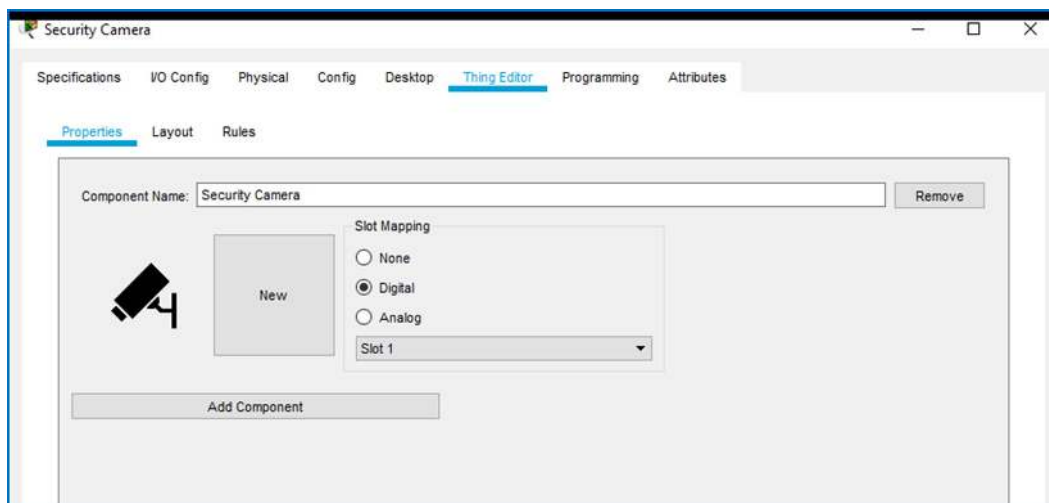 Security Camera
Specifications I/O Config Physical Config Desktop Thing Editor Programming Attributes
Properties Layout Rules
Component Name: Security Camera Remove
Slot Mapping
None
New Digital
Analog
Slot 1
Add Component